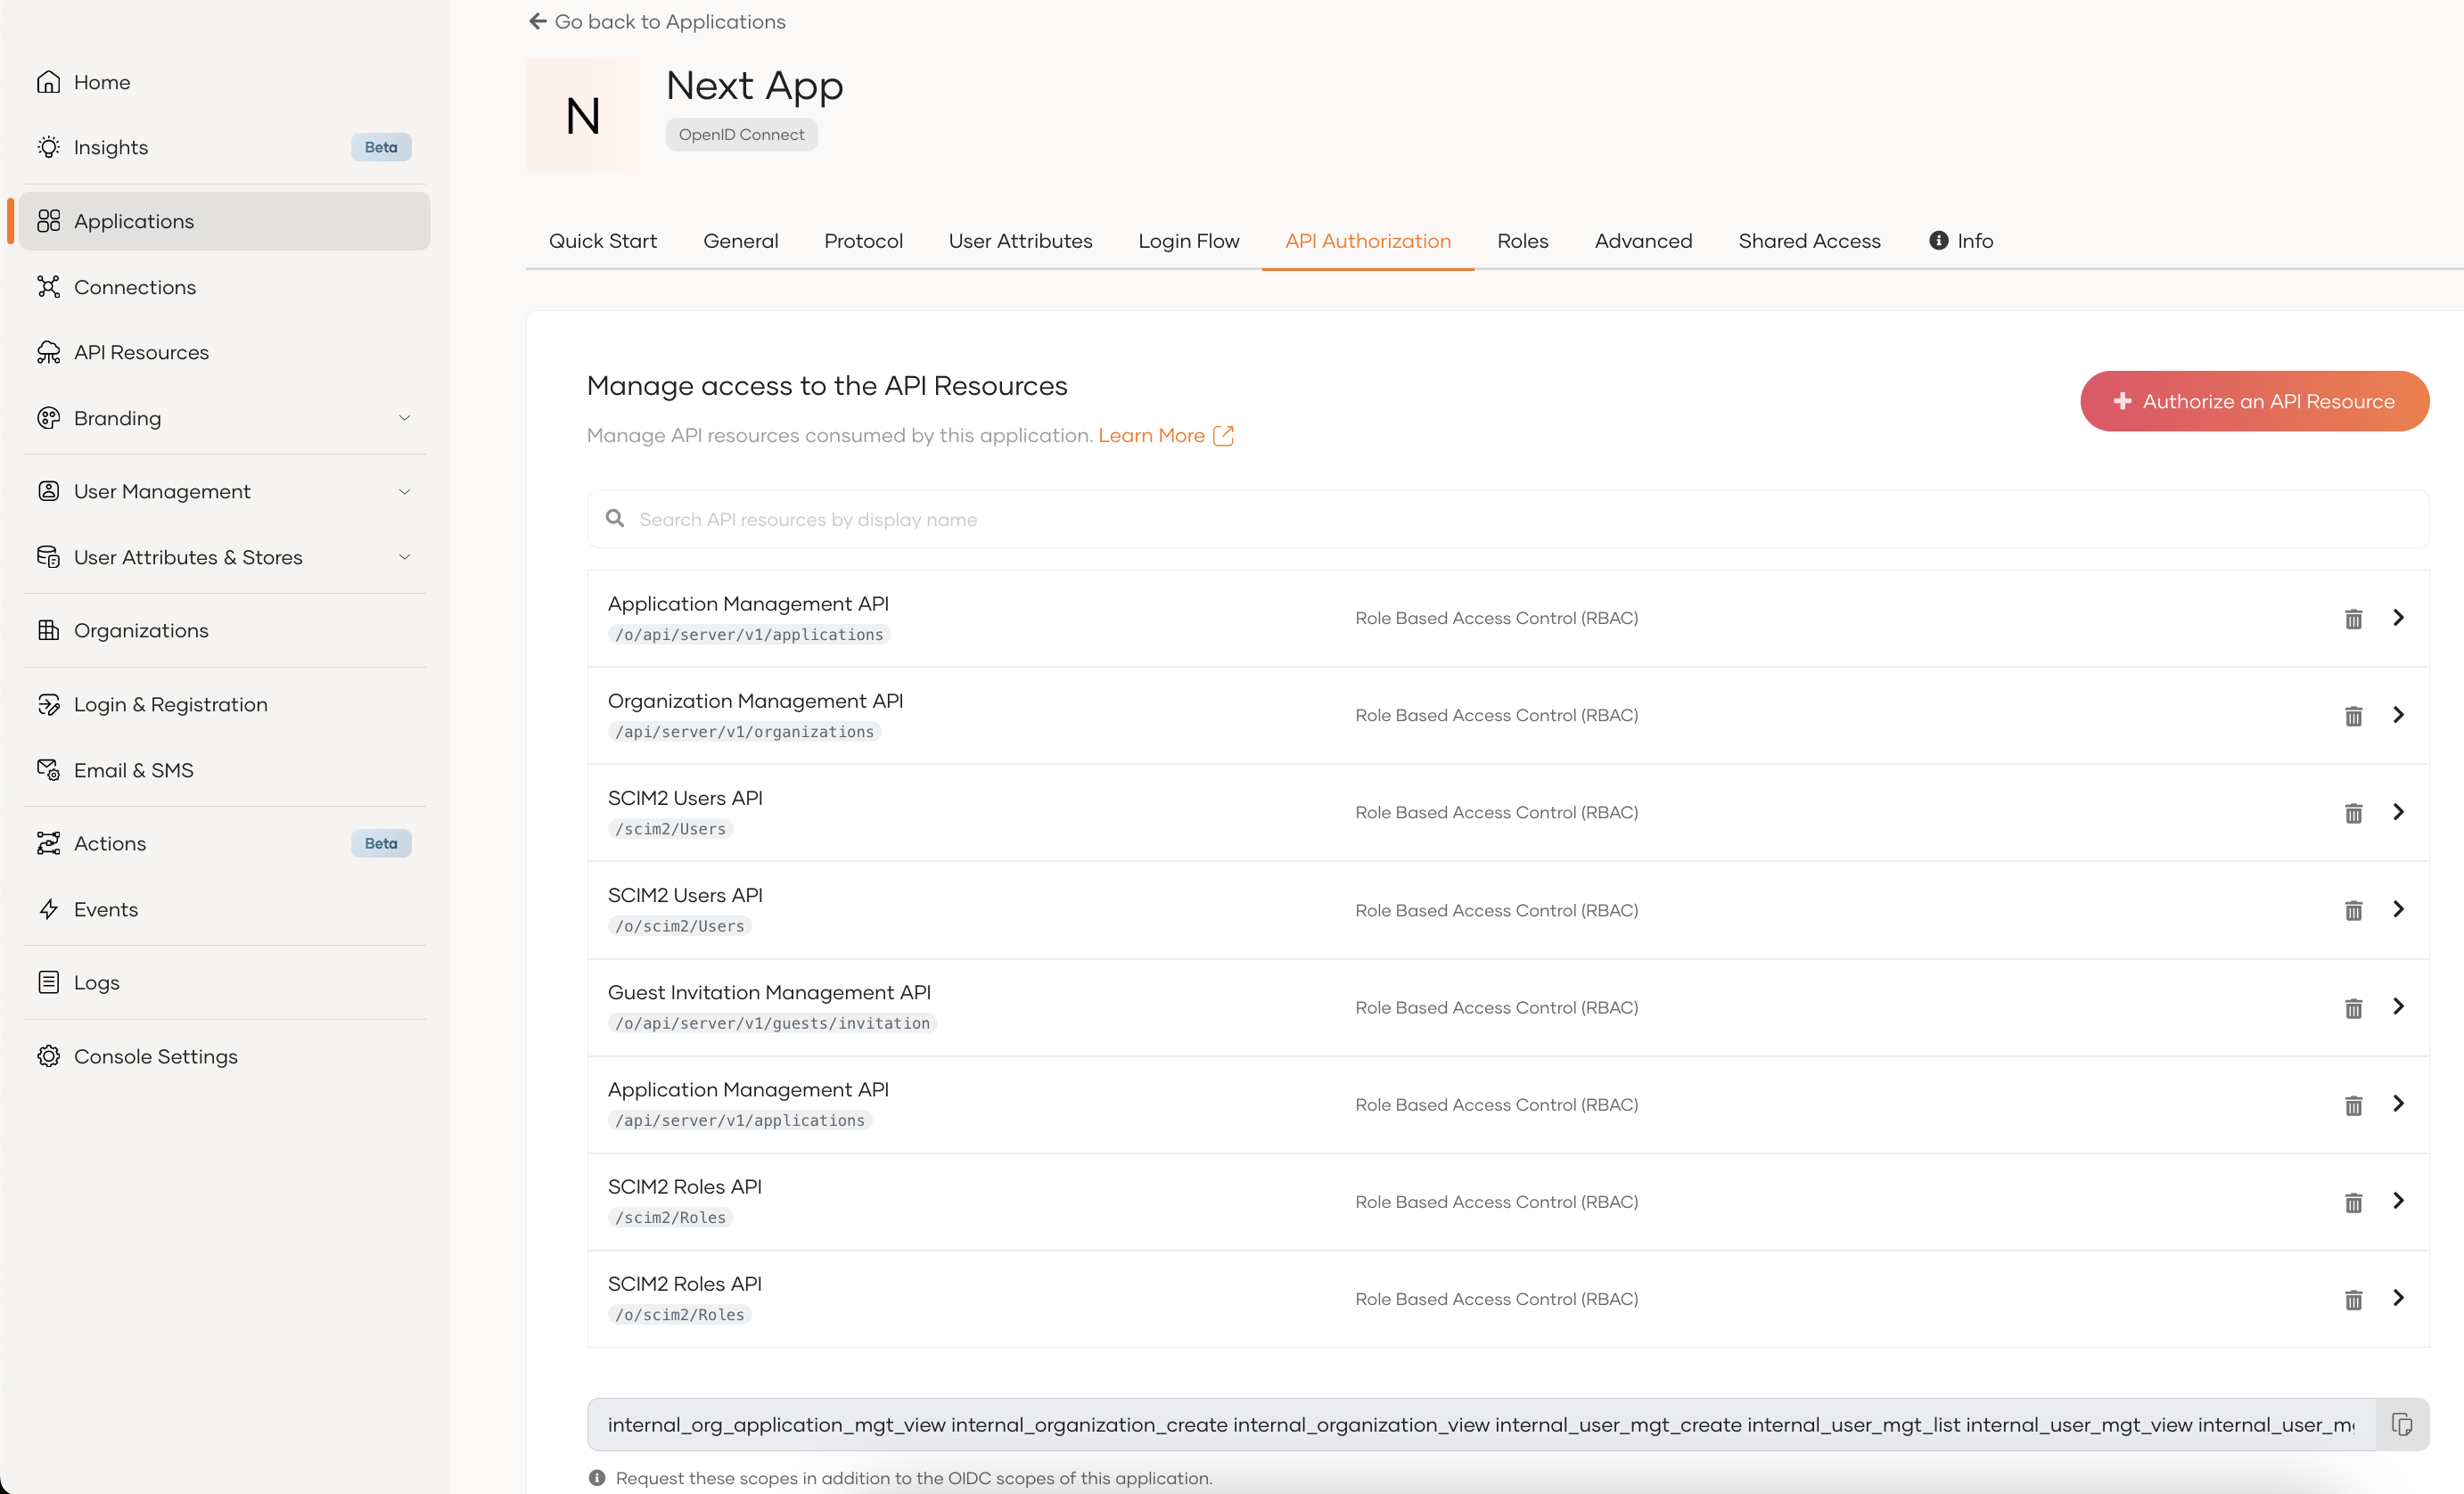 Go back to Applications
N
Next App
OpenID Connect
Home
Insights
Beta
Applications
Connections
API Resources
Branding
User Management
User Attributes & Stores
Organizations
Login & Registration
Email & SMS
Actions
Beta
Events
Logs
Console Settings
Quick Start
General
Protocol
User Attributes
Login Flow
API Authorization
Roles
Advanced
Shared Access
Info
Manage access to the API Resources
Manage API resources consumed by this application. Learn More
Authorize an API Resource
Search API resources by display name
Application Management API
/o/api/server/v1/applications
Role Based Access Control (RBAC)
Organization Management API
/api/server/v1/organizations
Role Based Access Control (RBAC)
SCIM2 Users API
/scim2/Users
Role Based Access Control (RBAC)
SCIM2 Users API
/o/scim2/Users
Role Based Access Control (RBAC)
Guest Invitation Management API
/o/api/server/v1/guests/invitation
Role Based Access Control (RBAC)
Application Management API
/api/server/v1/applications
Role Based Access Control (RBAC)
SCIM2 Roles API
/scim2/Roles
Role Based Access Control (RBAC)
SCIM2 Roles API
/o/scim2/Roles
Role Based Access Control (RBAC)
internal_org_application_mgt_view internal_organization_create internal_organization_view internal_user_mgt_create internal_user_mgt_list internal_user_mgt_view
Request these scopes in addition to the OIDC scopes of this application.